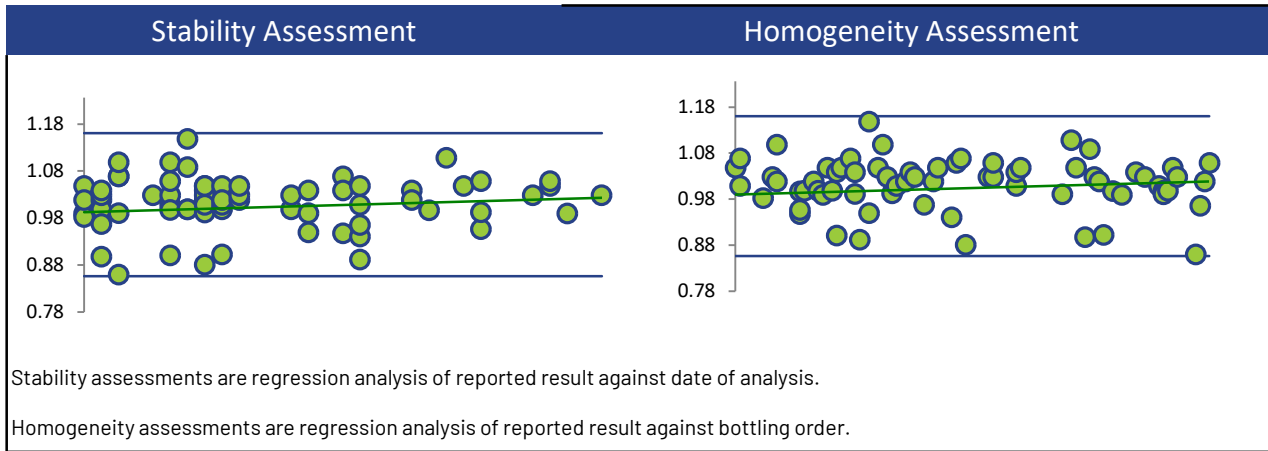 Stability Assessment
Homogeneity Assessment
1.18
1.08
0.98
0.88
0.78
1.18
1.08
0.98
0.88
0.78
Stability assessments are regression analysis of reported result against date of analysis.
Homogeneity assessments are regression analysis of reported result against bottling order.